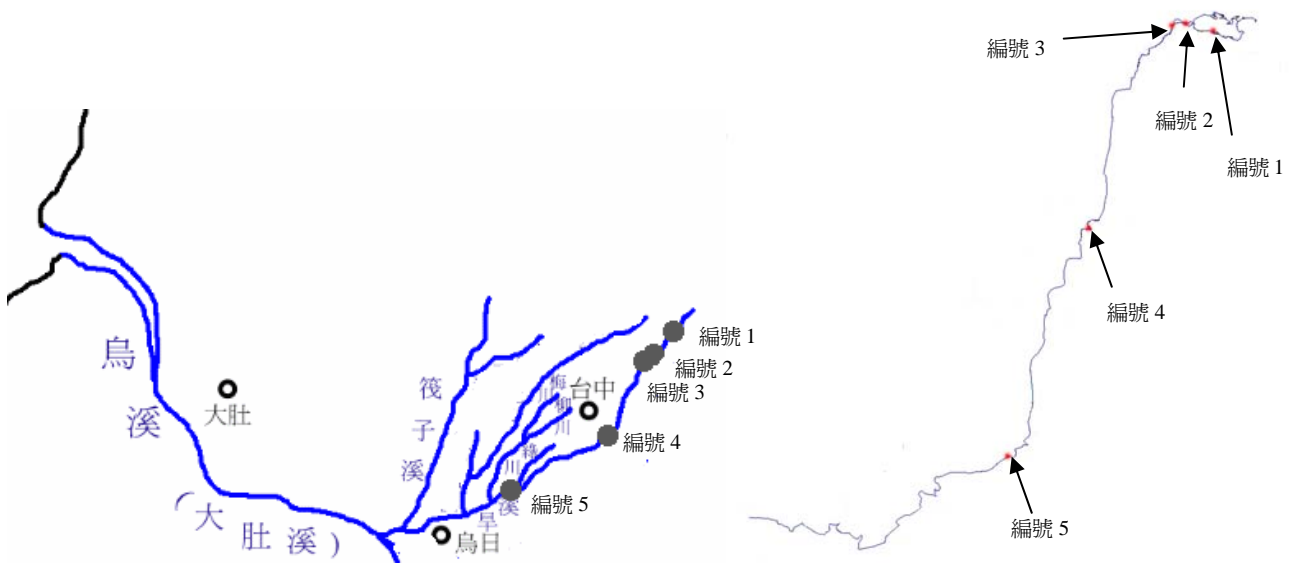 烏
溪
(大肚溪)
大肚
筏
子
溪
梅
川
柳
川
綠
川
台中
旱
溪
烏日
編號 1
編號 2
編號 3
編號 4
編號 5
編號 3
編號 2
編號 1
編號 4
編號 5